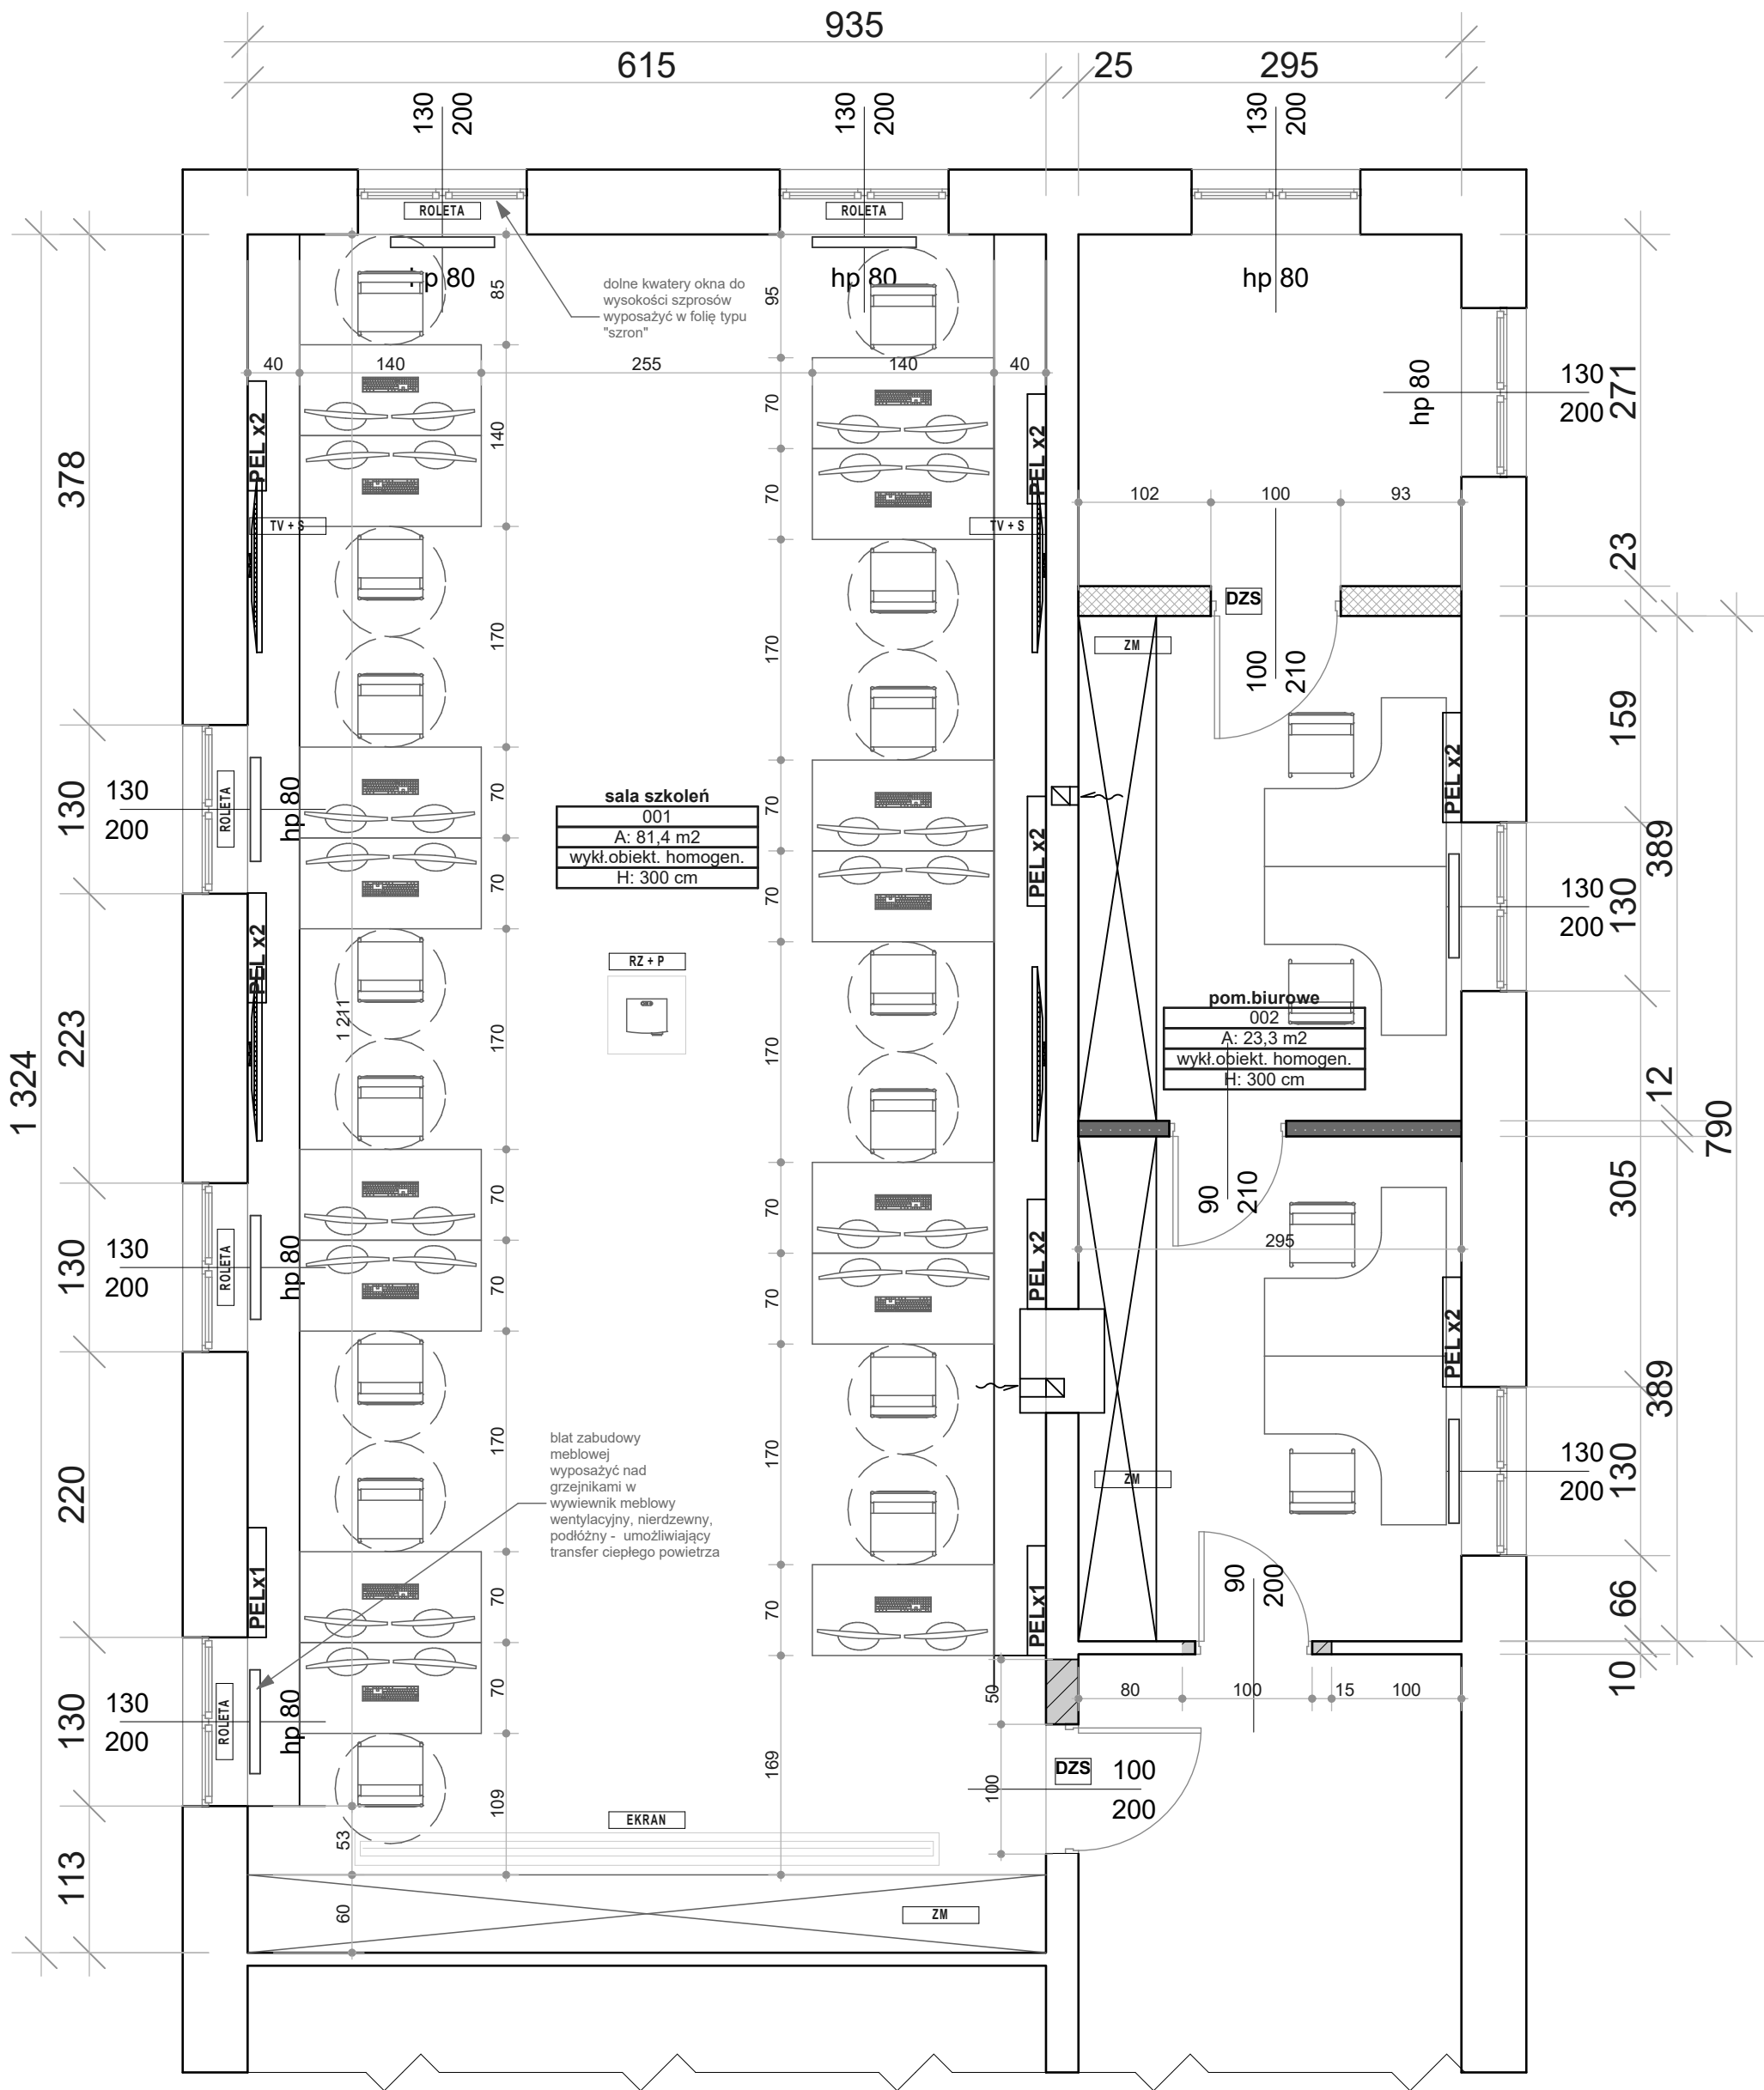 935
615
25
295
130
200
130
200
130
200
ROLETA
ROLETA
hp 80
hp 80
hp 80
dolne kwatery okna do
wysokości szprosów
wyposażyć w folię typu
"szron"
85
95
40
140
255
140
40
70
140
70
PEL x2
PEL x2
TV + S
TV + S
hp 80
130
200
271
102
100
93
23
DZS
ZM
100
210
378
170
170
159
PEL x2
130
130
200
ROLETA
hp 80
70
70
70
70
sala szkoleń
001
A: 81,4 m2
wykł.obiekt. homogen.
H: 300 cm
PEL x2
389
130
200
130
PEL x2
RZ + P
1 211
170
170
pom.biurowe
002
A: 23,3 m2
wykł.obiekt. homogen.
H: 300 cm
223
1 324
12
790
90
210
295
305
130
130
200
ROLETA
hp 80
70
70
70
70
PEL x2
PEL x2
389
220
170
170
blat zabudowy
meblowej
wyposażyć nad
grzejnikami w
wywiewnik meblowy
wentylacyjny, nierdzewny,
podłóżny - umożliwiający
transfer ciepłego powietrza
ZM
130
200
130
PELx1
PELx1
70
70
70
90
200
66
10
130
130
200
ROLETA
hp 80
50
80
100
15
100
169
100
DZS
100
200
109
EKRAN
53
113
60
ZM